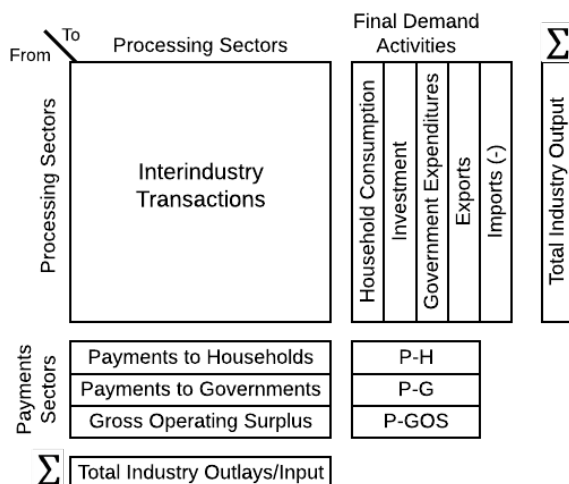 To
From
Processing Sectors
Final Demand
Activities
Σ
Processing Sectors
Interindustry
Transactions
Household Consumption
Investment
Government Expenditures
Exports
Imports (-)
Total Industry Output
Payments
Sectors
Payments to Households
P-H
Payments to Governments
P-G
Gross Operating Surplus
P-GOS
Σ
Total Industry Outlays/Input